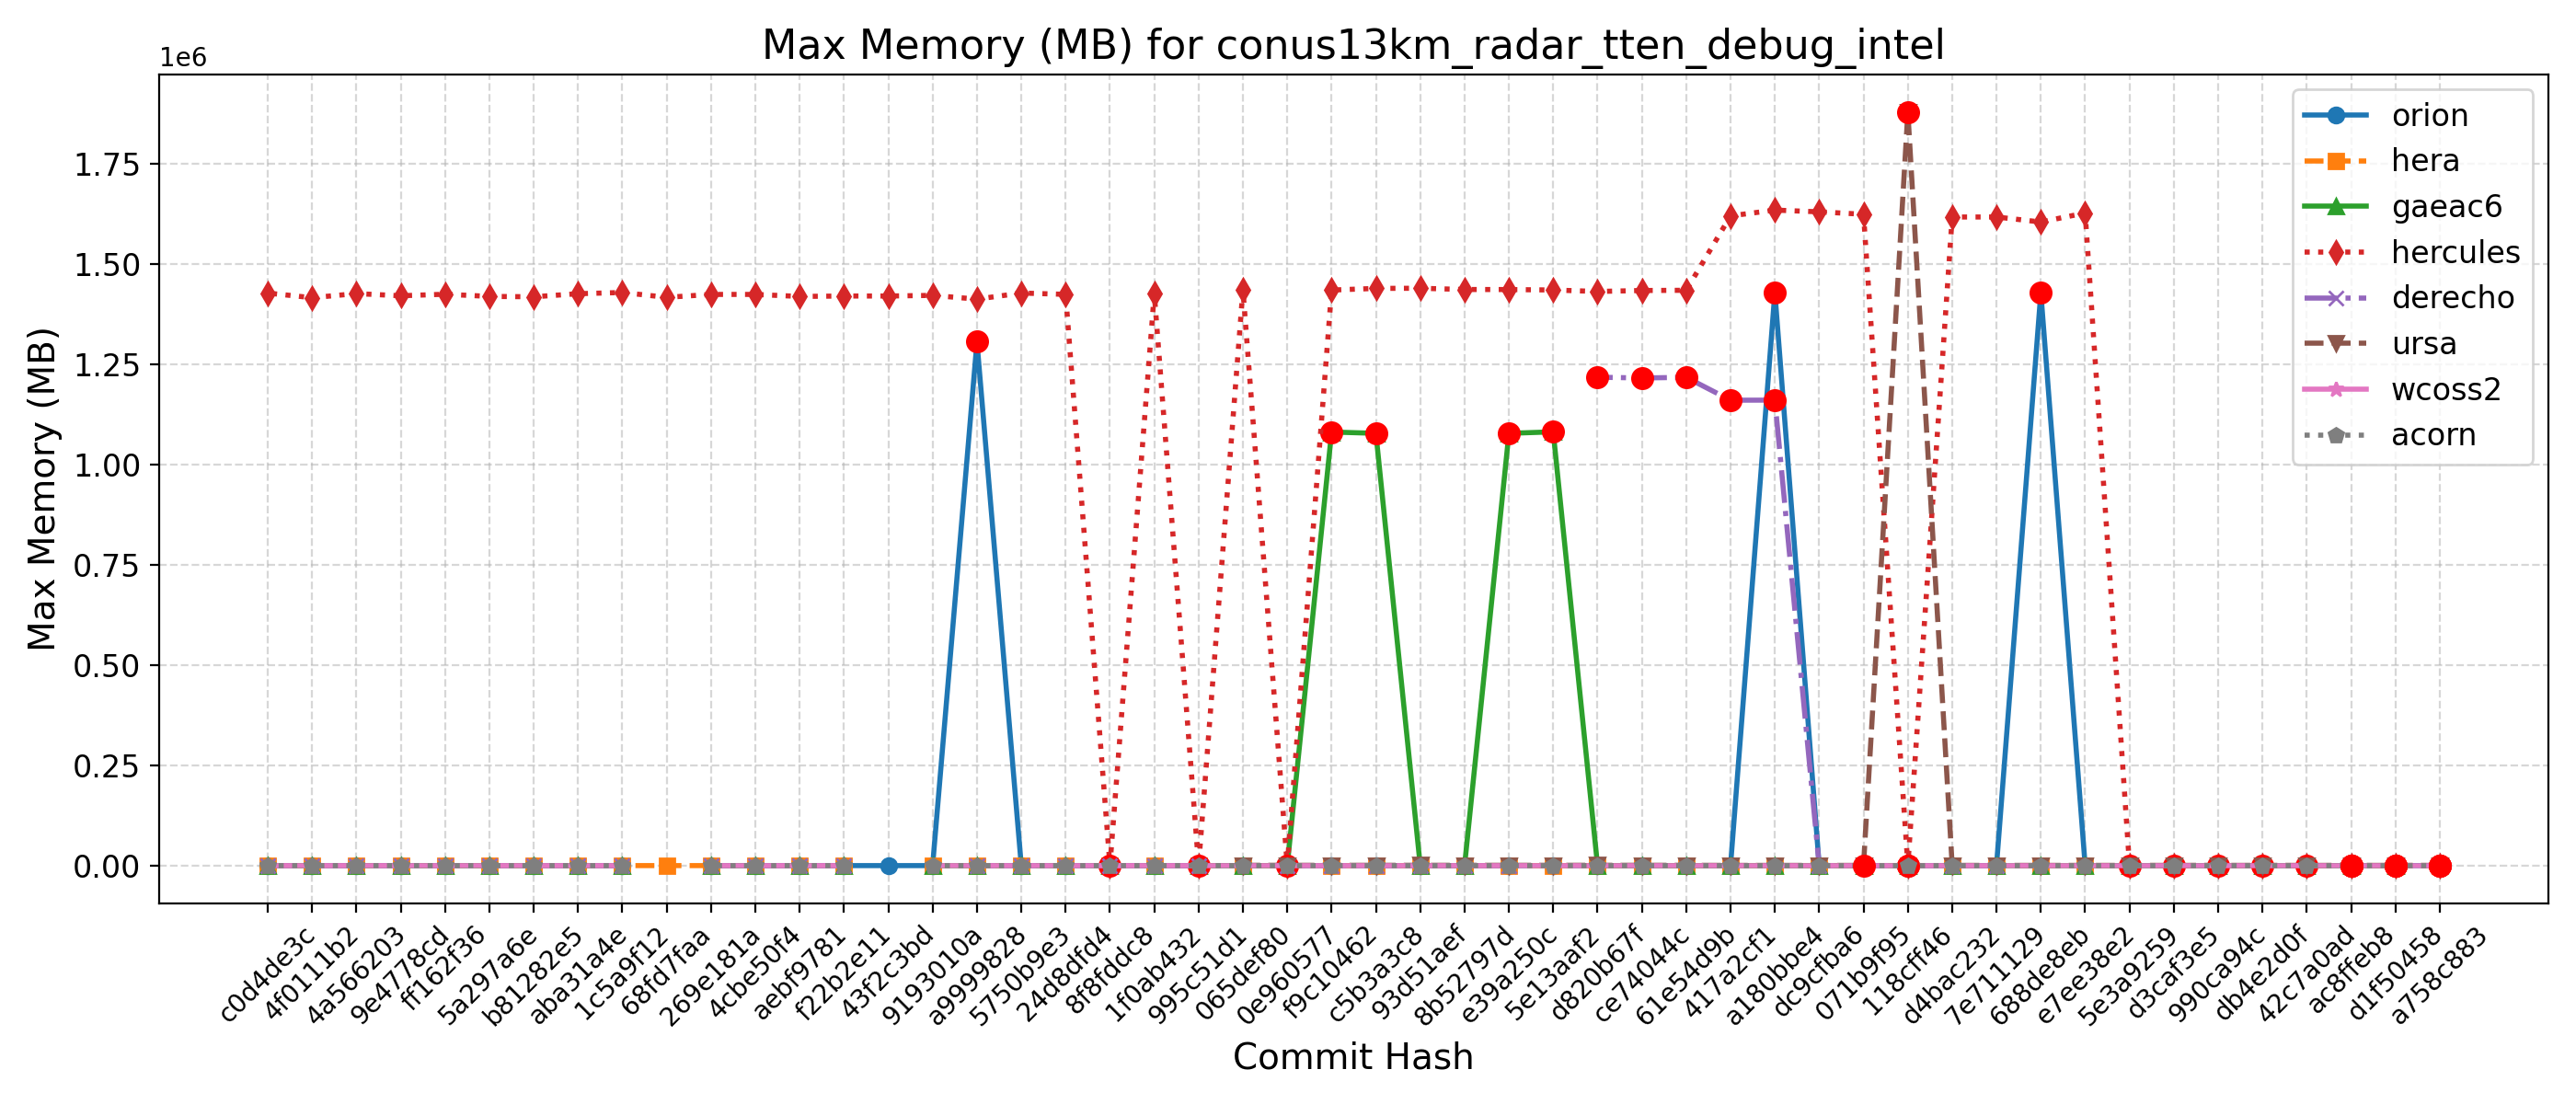 Max Memory (MB) for conus13km_radar_tten_debug_intel
1e6
1.75
1.50
1.25
1.00
0.75
0.50
0.25
0.00
Max Memory (MB)
orion
hera
gaeac6
hercules
derecho
ursa
wcoss2
acorn
c0d4de3c
4f0111b2
4a566203
9e4778cd
ff162f36
5a297a6e
b81282e5
aba31a4e
1c5a9f12
68fd7faa
269e181a
4cbe50f4
aebf9781
f22b2e11
43f2c3bd
9193010a
a9999828
5750b9e3
24d8dfd4
8f8fddc8
1f0ab432
995c51d1
065def80
0e960577
f9c10462
c5b3a3c8
93d51aef
8b52797d
e39a250c
5e13aaf2
d820b67f
ce74044c
61e54d9b
417a2cf1
a180bbe4
dc9cfba6
071b9f95
118cff46
d4bac232
7e711129
688de8eb
e7ee38e2
5e3a9259
d3caf3e5
990ca94c
db4e2d0f
42c7a0ad
ac8ffeb8
d1f50458
a758c883
Commit Hash